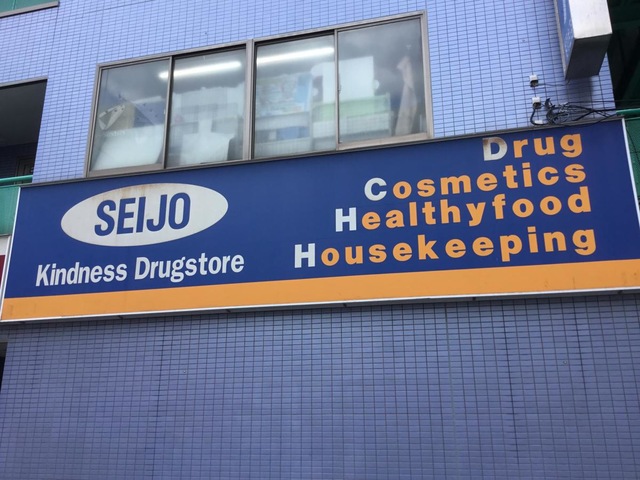 SEIJO
Kindness Drugstore
Drug
Cosmetics
Healthyfood
Housekeeping